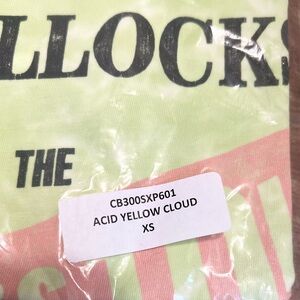 LLOCKS
THE
CB300SXP601
ACID YELLOW CLOUD
XS